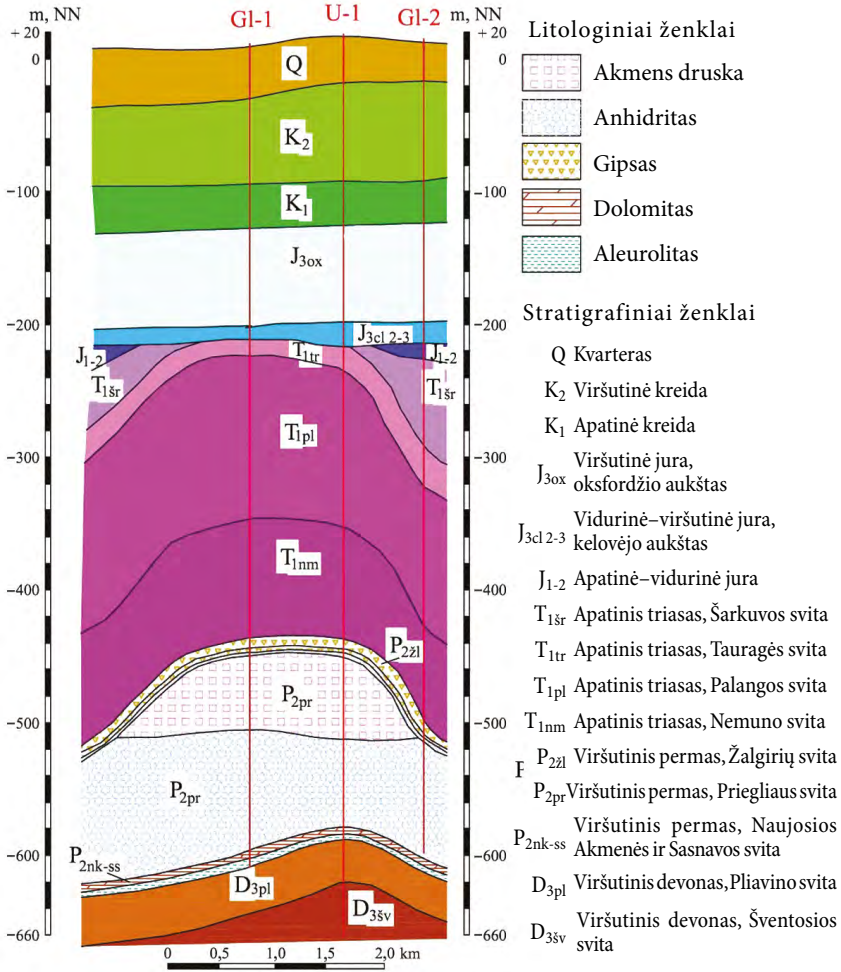 m, NN
Gl-1
U-1
Gl-2
m, NN
+ 20
0
−100
−200
−300
−400
−500
−600
−660
+ 20
0
−100
−200
−300
−400
−500
−600
−660
Q
K2
K1
J3ox
J3cl 2-3
J1-2
J1-2
T1tr
T1šr
T1šr
T1pl
T1nm
P2žl
P2pr
P2pr
P2nk-ss
D3pl
D3šv
0 0,5 1,0 1,5 2,0 km
Litologiniai ženklai
Akmens druska
Anhidritas
Gipsas
Dolomitas
Aleurolitas
Stratigrafiniai ženklai
Q Kvarteras
K2 Viršutinė kreida
K1 Apatinė kreida
J3ox Viršutinė jura,
oksfordžio aukštas
J3cl 2-3 Vidurinė–viršutinė jura,
kelovėjo aukštas
J1-2 Apatinė–vidurinė jura
T1šr Apatinis triasas, Šarkuvos svita
T1tr Apatinis triasas, Tauragės svita
T1pl Apatinis triasas, Palangos svita
T1nm Apatinis triasas, Nemuno svita
P2žl Viršutinis permas, Žalgirių svita
P
P2pr Viršutinis permas, Priegliaus svita
P2nk-ss Viršutinis permas, Naujosios
Akmenės ir Sasnavos svita
D3pl Viršutinis devonas, Pliavino svita
D3šv Viršutinis devonas, Šventosios
svita